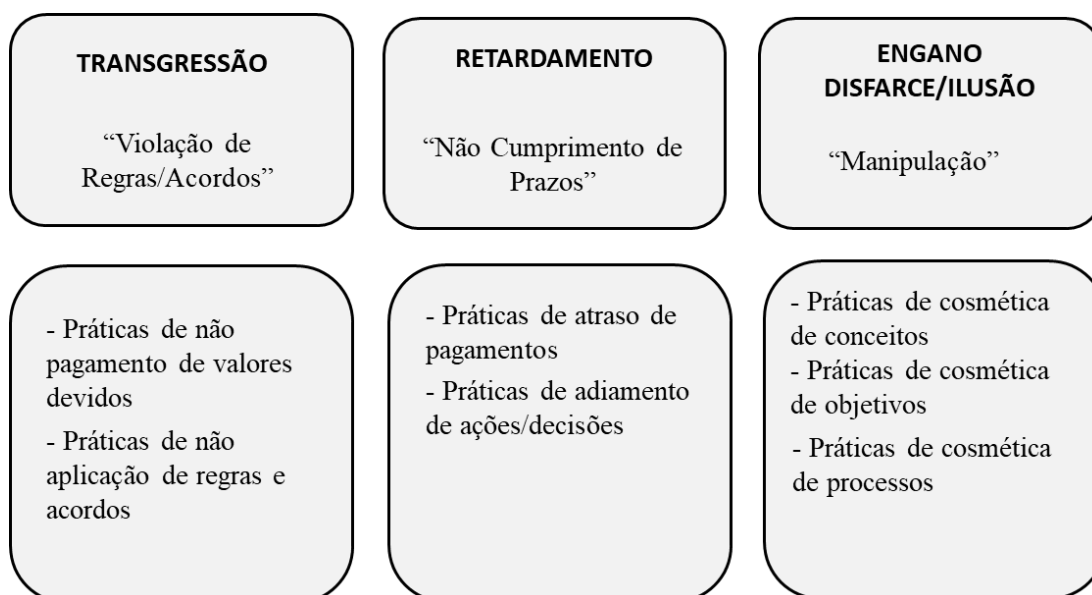 TRANSGRESSÃO
“Violação de
Regras/Acordos”
RETARDAMENTO
“Não Cumprimento de
Prazos”
ENGANO
DISFARCE/ILUSÃO
“Manipulação”
- Práticas de não
pagamento de valores
devidos
- Práticas de não
aplicação de regras e
acordos
- Práticas de atraso de
pagamentos
- Práticas de adiamento
de ações/decisões
- Práticas de cosmética
de conceitos
- Práticas de cosmética
de objetivos
- Práticas de cosmética
de processos